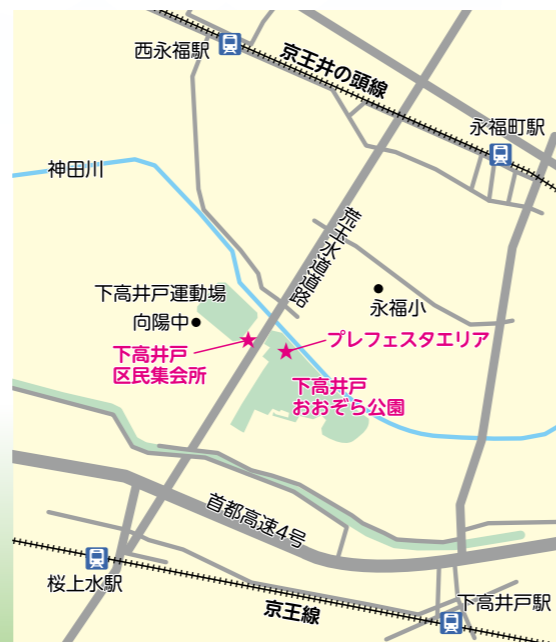 西永福駅
京王井の頭線
永福町駅
神田川
荒玉水道道路
下高井戸運動場
向陽中
永福小
下高井戸
区民集会所
プレフェスタエリア
下高井戸
おおぞら公園
首都高速4号
桜上水駅
京王線
下高井戸駅